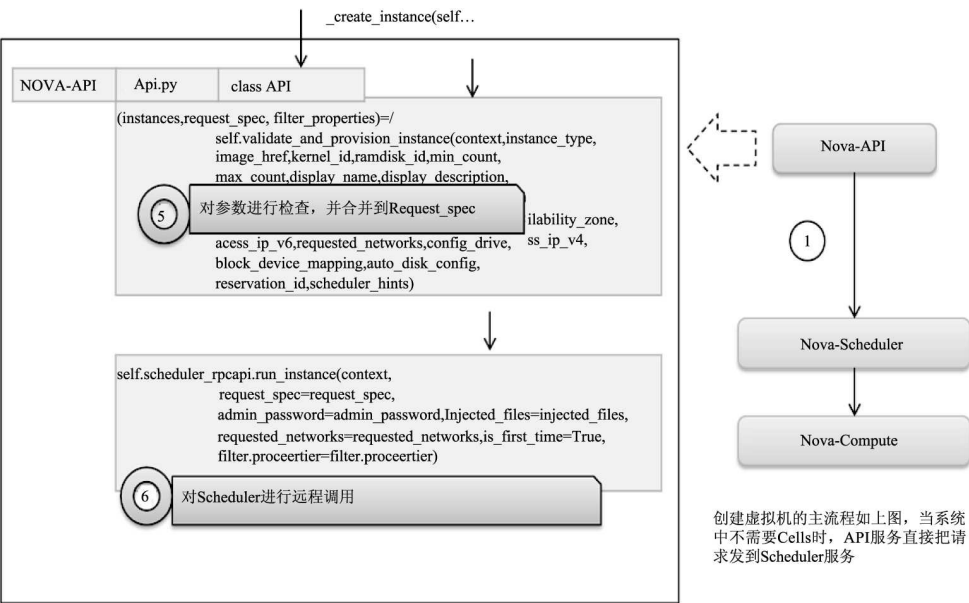 _create_instance(self…
NOVA-API
Api.py
class API
(instances,request_spec, filter_properties)=/
self.validate_and_provision_instance(context,instance_type,
image_href,kernel_id,ramdisk_id,min_count,
max_count,display_name,display_description,
5
对参数进行检查，并合并到Request_spec
ilability_zone,
acess_ip_v6,requested_networks,config_drive,
ss_ip_v4,
block_device_mapping,auto_disk_config,
reservation_id,scheduler_hints)
self.scheduler_rpcapi.run_instance(context,
request_spec=request_spec,
admin_password=admin_password,Injected_files=injected_files,
requested_networks=requested_networks,is_first_time=True,
filter.proceertier=filter.proceertier)
6
对Scheduler进行远程调用
Nova-API
1
Nova-Scheduler
Nova-Compute
创建虚拟机的主流程如上图，当系统
中不需要Cells时，API服务直接把请
求发到Scheduler服务